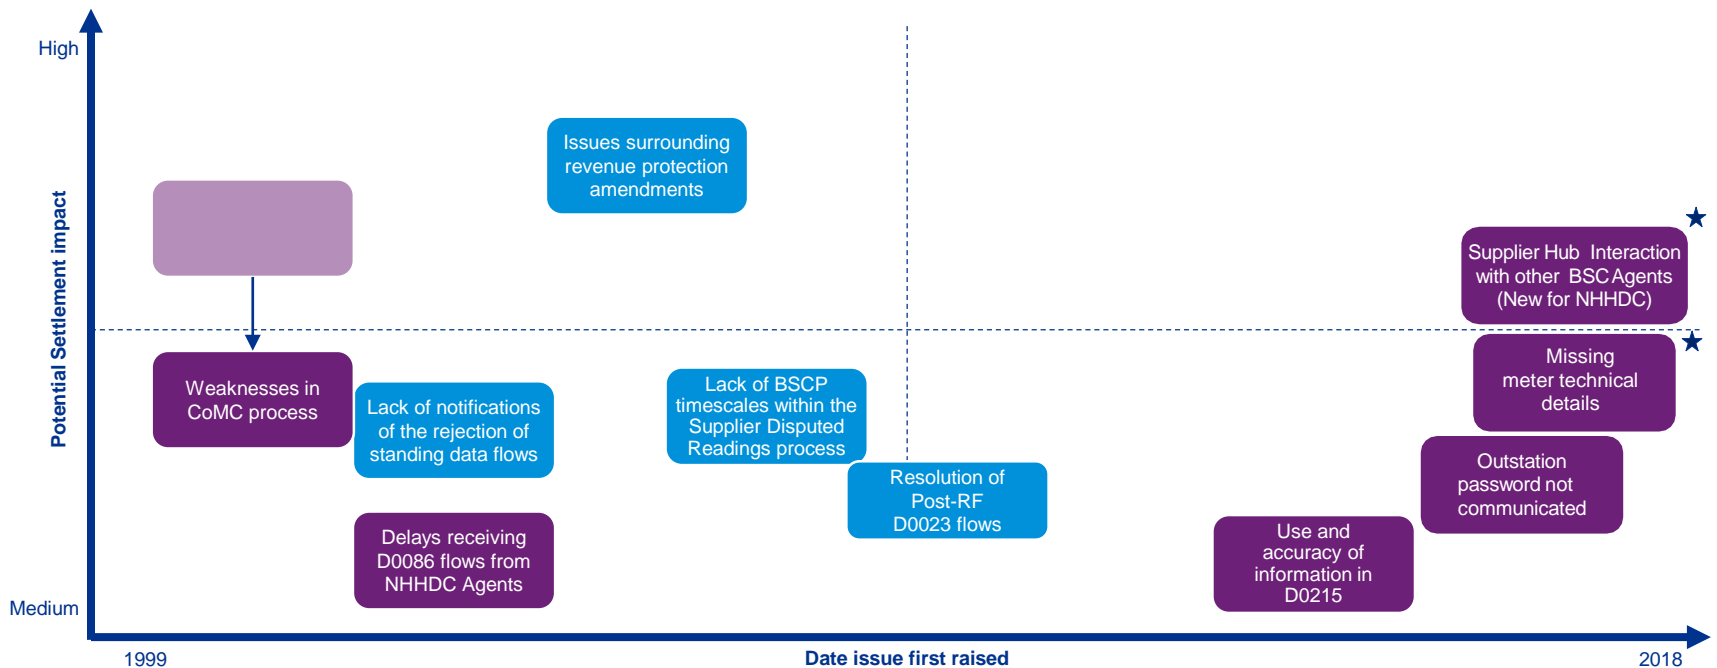 High
Issues surrounding
revenue protection
amendments
Potential Settlement impact
Supplier Hub Interaction
with other BSC Agents
(New for NHHDC)
Weaknesses in
CoMC process
Lack of notifications
of the rejection of
standing data flows
Lack of BSCP
timescales within the
Supplier Disputed
Readings process
Missing
meter technical
details
Resolution of
Post-RF
D0023 flows
Outstation
password not
communicated
Delays receiving
D0086 flows from
NHHDC Agents
Use and
accuracy of
information in
D0215
Medium
1999
Date issue first raised
2018